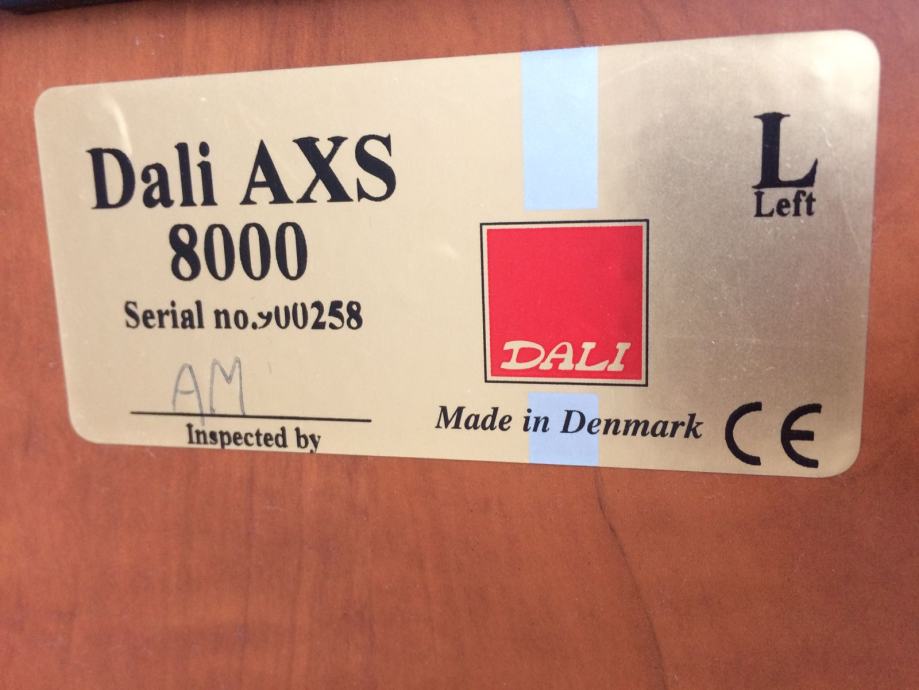 Dali AXS
8000
Serial no.900258
AM
Inspected by
DALI
Made in Denmark
L
Left
CE